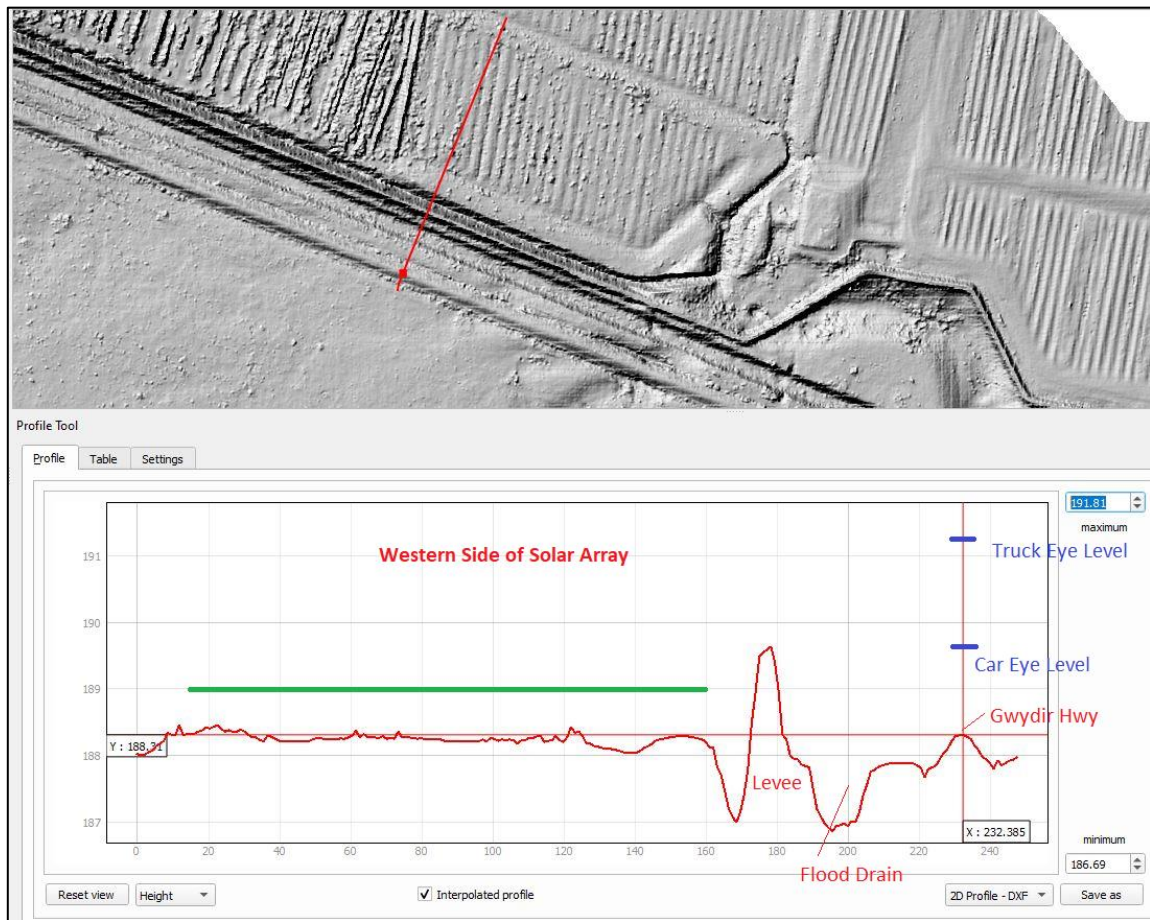 Profile Tool
Profile Table Settings
191.81
maximum
191
190
189
188
187
Western Side of Solar Array
Truck Eye Level
Car Eye Level
Gwydir Hwy
Y : 188.31
Levee
X : 232.385
0 20 40 60 80 100 120 140 160 180 200 220 240
Flood Drain
minimum
186.69
Reset view Height Interpolated profile 2D Profile - DXF Save as